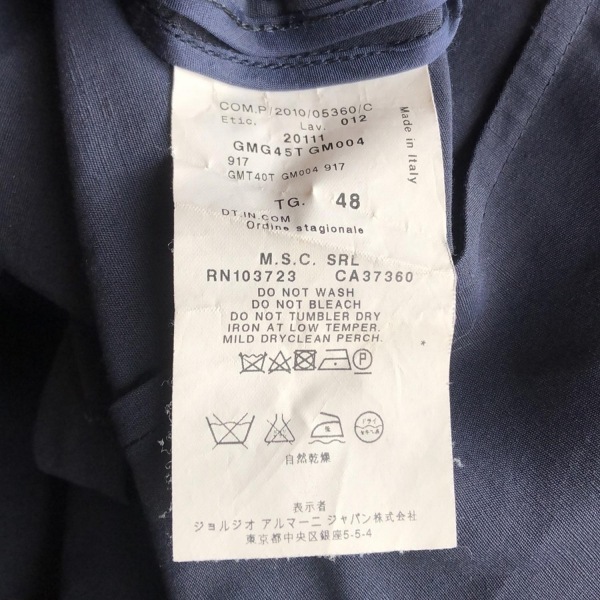 COM.P/2010/05360/C
Etic. Lav. 012
20111
GMG45T GM004
917
GMT40T GM004 917
Made in Italy
TG. 48
DT.IN.COM
Ordine stagionale
M.S.C. SRL
RN103723 CA37360
DO NOT WASH
DO NOT BLEACH
DO NOT TUMBLER DRY
IRON AT LOW TEMPER.
MILD DRYCLEAN PERCH.
P
自然乾燥
表示者
ジョルジオ アルマーニ ジャパン株式会社
東京都中央区銀座5-5-4